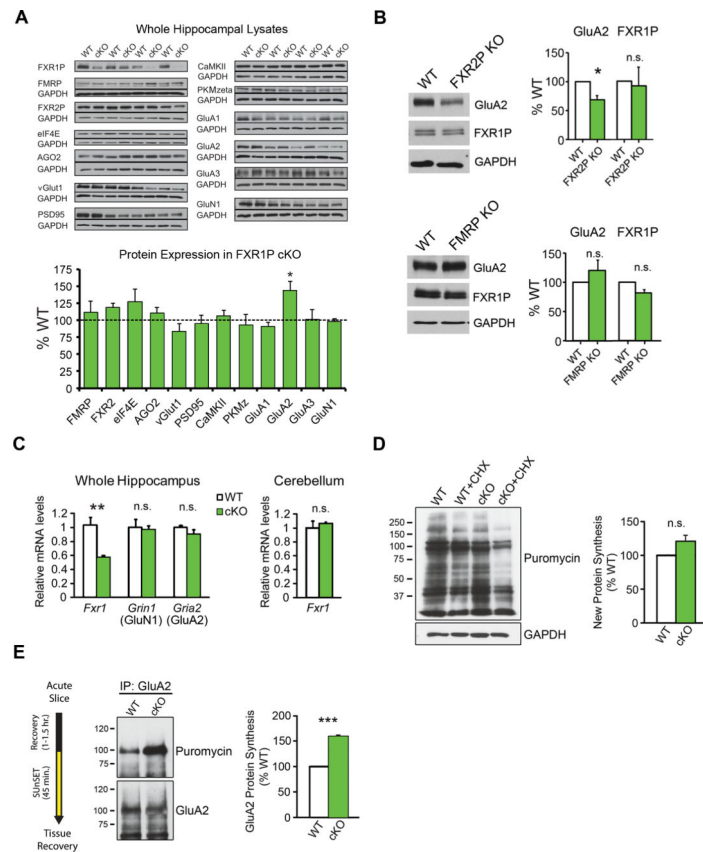 A
Whole Hippocampal Lysates
WT cKO WT cKO WT cKO WT cKO
FXR1P
FMRP
GAPDH
FXR2P
GAPDH
eIF4E
GAPDH
AGO2
GAPDH
vGlut1
GAPDH
PSD95
GAPDH
WT cKO WT cKO WT cKO WT cKO
CaMKII
GAPDH
PKMzeta
GAPDH
GluA1
GAPDH
GluA2
GAPDH
GluA3
GAPDH
GluN1
GAPDH
Protein Expression in FXR1P cKO
% WT
175
150
125
100
75
50
25
0
*
FMRP FXR2 eIF4E AGO2 vGlut1 PSD95 CaMKII PKMz GluA1 GluA2 GluA3 GluN1
B
WT FXR2P KO
GluA2
FXR1P
GAPDH
GluA2 FXR1P
% WT
150
100
50
0
* n.s.
WT FXR2P KO WT FXR2P KO
WT FMRP KO
GluA2
FXR1P
GAPDH
GluA2 FXR1P
% WT
150
100
50
0
n.s. n.s.
WT FMRP KO WT FMRP KO
C
Whole Hippocampus
Relative mRNA levels
1.2
1
0.8
0.6
0.4
0.2
0
** n.s. n.s.
WT
cKO
Fxr1 Grin1 Gria2
(GluN1) (GluA2)
Cerebellum
Relative mRNA levels
1.2
1
0.8
0.6
0.4
0.2
0
n.s.
Fxr1
D
WT WT+CHX cKO cKO+CHX
250
150
100
75
50
37
Puromycin
GAPDH
New Protein Synthesis
(% WT)
150
100
50
0
n.s.
WT cKO
E
Acute
Slice
Recovery
(1-1.5 hr.)
SUnSET
(45 min.)
Tissue
Recovery
IP: GluA2
WT cKO
120
100
75
Puromycin
120
100
75
GluA2
GluA2 Protein Synthesis
(% WT)
200
150
100
50
0
***
WT cKO